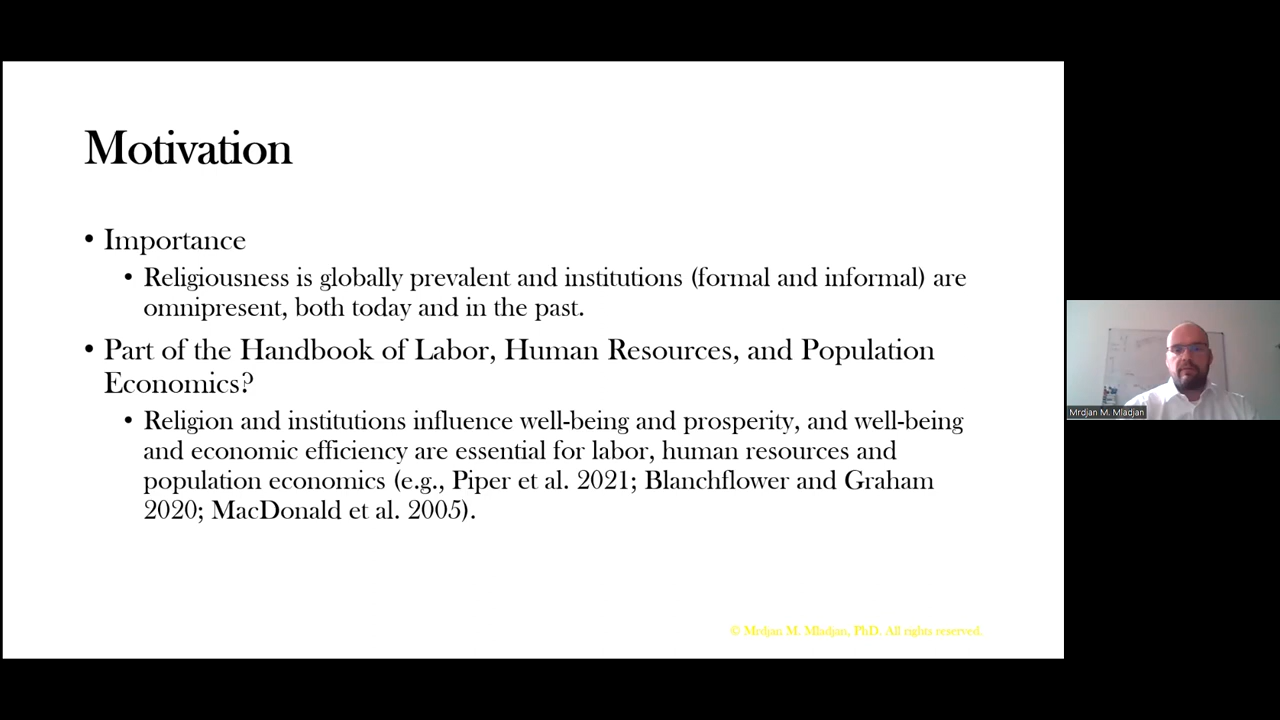 Motivation
• Importance
• Religiousness is globally prevalent and institutions (formal and informal) are
omnipresent, both today and in the past.
• Part of the Handbook of Labor, Human Resources, and Population
Economics?
• Religion and institutions influence well-being and prosperity, and well-being
and economic efficiency are essential for labor, human resources and
population economics (e.g., Piper et al. 2021; Blanchflower and Graham
2020; MacDonald et al. 2005).
© Mrdjan M. Mladjan, PhD. All rights reserved.
Mrdjan M. Mladjan